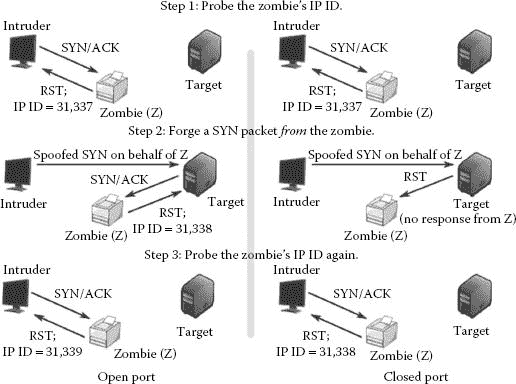 Step 1: Probe the zombie's IP ID.
Intruder
SYN/ACK
RST;
IP ID = 31,337
Zombie (Z)
Target
Intruder
SYN/ACK
RST;
IP ID = 31,337
Zombie (Z)
Target
Step 2: Forge a SYN packet from the zombie.
Spoofed SYN on behalf of Z
Intruder
SYN/ACK
Target
RST;
IP ID = 31,338
Zombie (Z)
Spoofed SYN on behalf of Z
Intruder
RST
Target
(no response from Z)
Zombie (Z)
Step 3: Probe the zombie's IP ID again.
Intruder
SYN/ACK
RST;
IP ID = 31,339
Zombie (Z)
Target
Open port
Intruder
SYN/ACK
RST;
IP ID = 31,338
Zombie (Z)
Target
Closed port